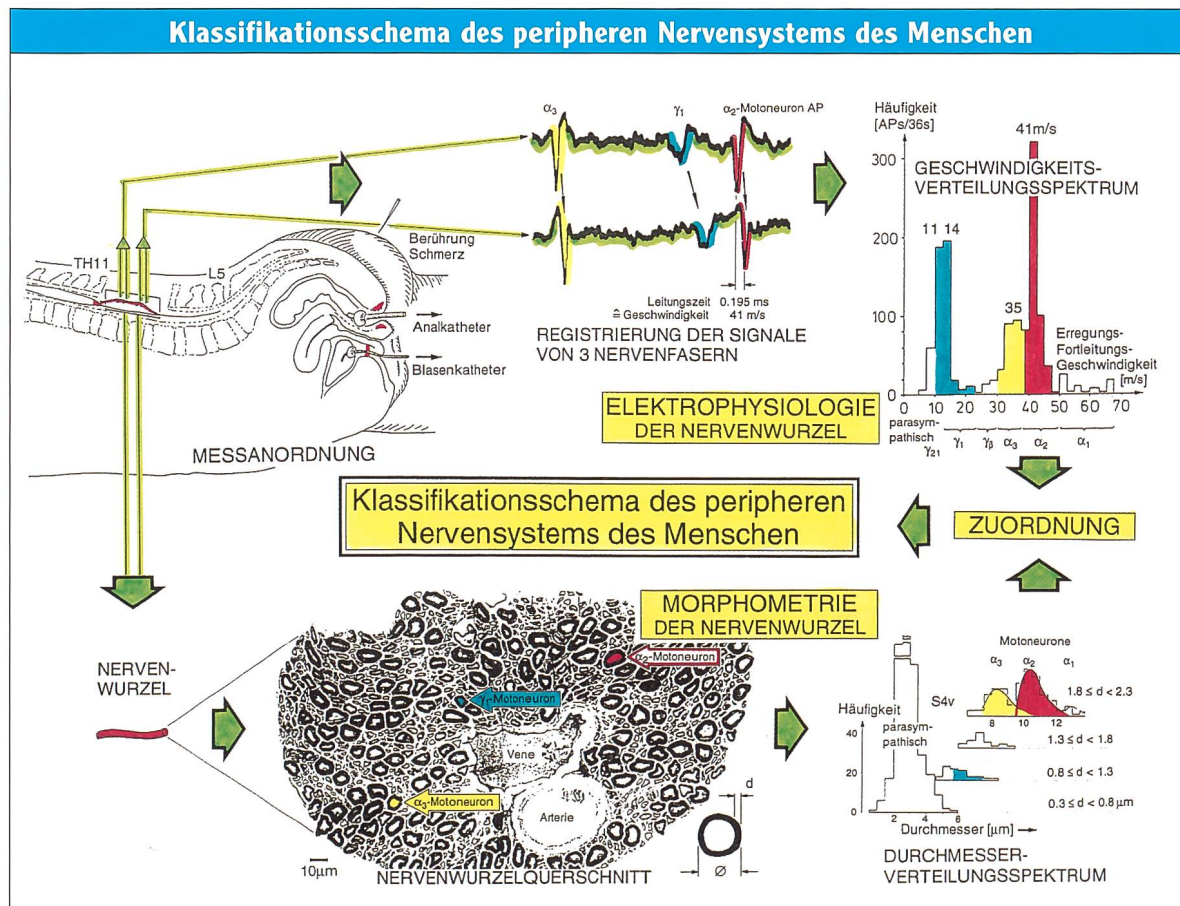 Klassifikationsschema des peripheren Nervensystems des Menschen
α₃
γ₁
α₂-Motoneuron AP
Häufigkeit
[APs/36s]
41m/s
300
200
100
0
GESCHWINDIGKEITS-
VERTEILUNGSSPEKTRUM
11 14
35
Erregungs-
Fortleitungs-
Geschwindigkeit
[m/s]
0 10 20 30 40 50 60 70
parasym-
pathisch
γ₂₁ γ₁ γᵦ α₃ α₂ α₁
Berührung
Schmerz
TH11
L5
Analkatheter
Blasenkatheter
MESSANORDNUNG
Leitungszeit 0.195 ms
≙ Geschwindigkeit 41 m/s
REGISTRIERUNG DER SIGNALE
VON 3 NERVENFASERN
ELEKTROPHYSIOLOGIE
DER NERVENWURZEL
Klassifikationsschema des peripheren
Nervensystems des Menschen
ZUORDNUNG
MORPHOMETRIE
DER NERVENWURZEL
NERVEN-
WURZEL
α₂-Motoneuron
γ₁-Motoneuron
Vene
α₃-Motoneuron
Arterie
d
Ø
10μm
NERVENWURZELQUERSCHNITT
Motoneurone
α₃ α₂ α₁
S4v
1.8 ≤ d < 2.3
8 10 12
Häufigkeit
parasym-
pathisch
1.3 ≤ d < 1.8
40
20
0
0.8 ≤ d < 1.3
0.3 ≤ d < 0.8 μm
2 4 6
Durchmesser [μm]
DURCHMESSER-
VERTEILUNGSSPEKTRUM